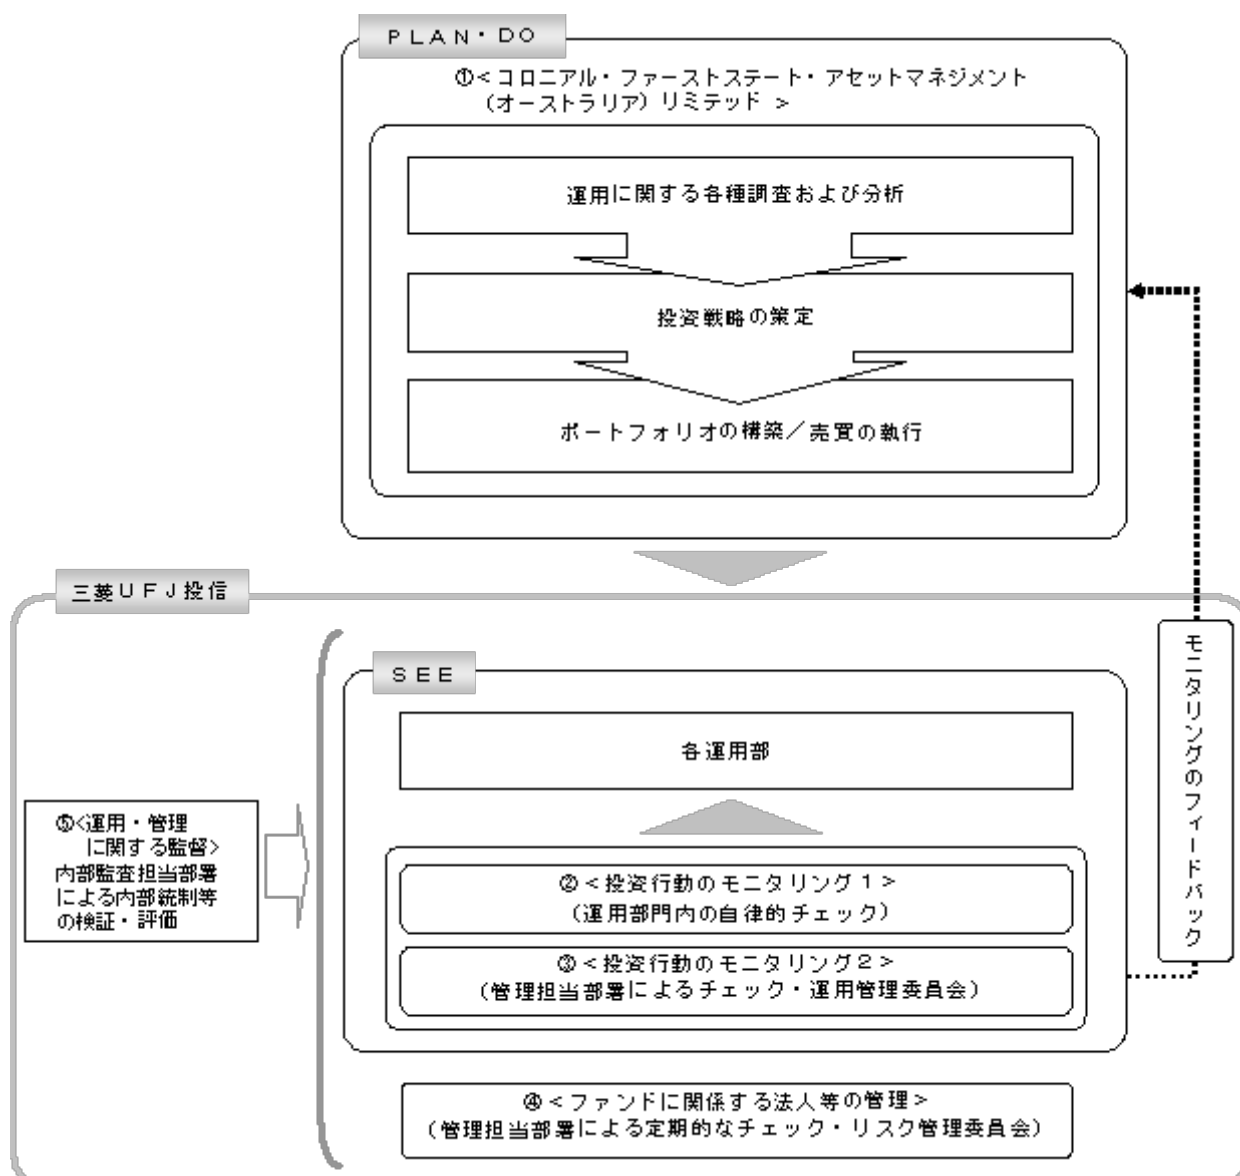 ＰＬＡＮ・ＤＯ
①＜コロニアル・ファーストステート・アセットマネジメント
（オーストラリア）リミテッド ＞
運用に関する各種調査および分析
投資戦略の策定
ポートフォリオの構築／売買の執行
三菱ＵＦＪ投信
ＳＥＥ
各運用部
②＜投資行動のモニタリング１＞
（運用部門内の自律的チェック）
③＜投資行動のモニタリング２＞
（管理担当部署によるチェック・運用管理委員会）
④＜ファンドに関係する法人等の管理＞
（管理担当部署による定期的なチェック・リスク管理委員会）
⑤＜運用・管理
に関する監督＞
内部監査担当部署
による内部統制等
の検証・評価
モニタリングのフィードバック